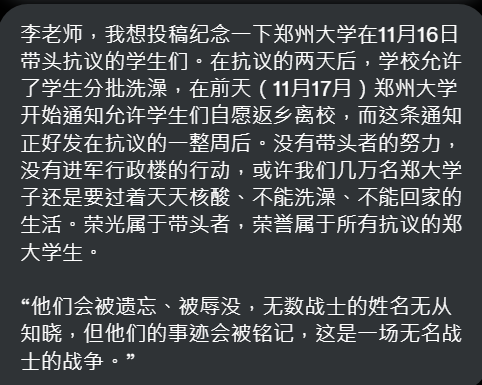 李老师，我想投稿纪念一下郑州大学在11月16日
带头抗议的学生们。在抗议的两天后，学校允许
了学生分批洗澡，在前天（11月17月）郑州大学
开始通知允许学生们自愿返乡离校，而这条通知
正好发在抗议的一整周后。没有带头者的努力，
没有进军行政楼的行动，或许我们几万名郑大学
子还是要过着天天核酸、不能洗澡、不能回家的
生活。荣光属于带头者，荣誉属于所有抗议的郑
大学生。
“他们会被遗忘、被辱没，无数战士的姓名无从
知晓，但他们的事迹会被铭记，这是一场无名战
士的战争。”